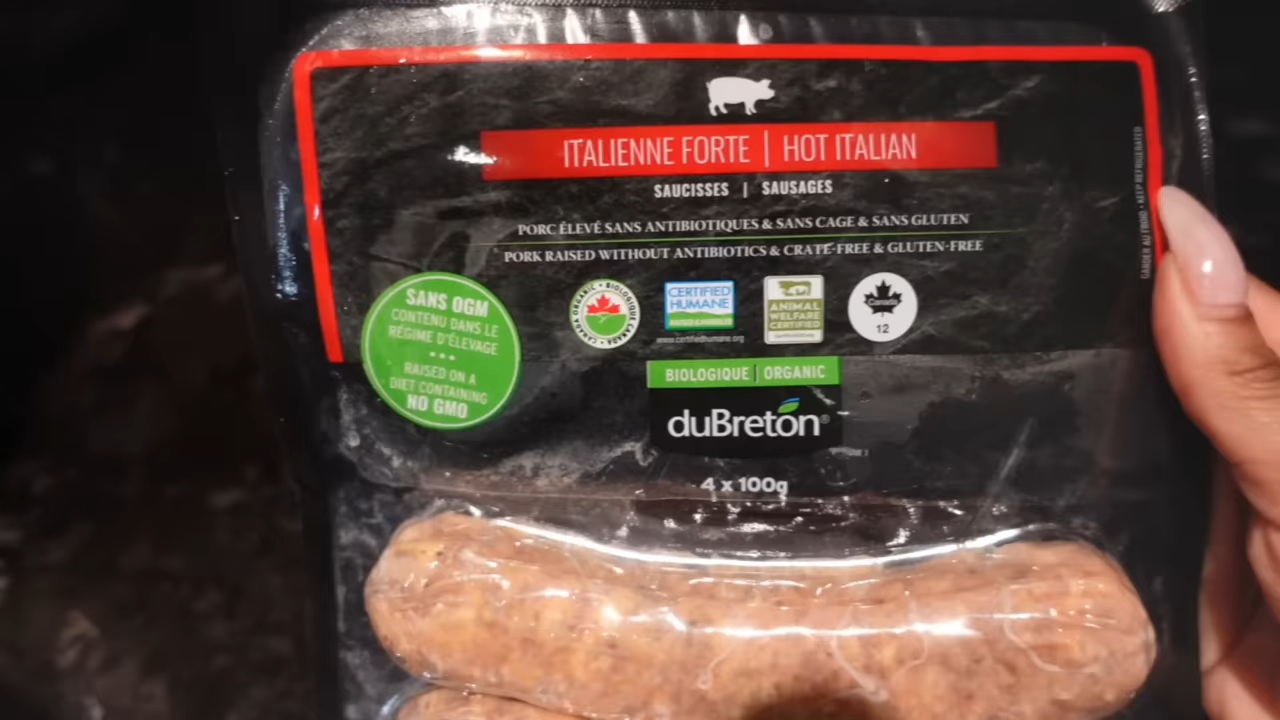 ITALIENNE FORTE | HOT ITALIAN
SAUCISSES | SAUSAGES
PORC ÉLEVÉ SANS ANTIBIOTIQUES & SANS CAGE & SANS GLUTEN
PORK RAISED WITHOUT ANTIBIOTICS & CRATE-FREE & GLUTEN-FREE
SANS OGM
CONTENU DANS LE
RÉGIME D'ÉLEVAGE
RAISED ON A
DIET CONTAINING
NO GMO
CANADA ORGANIC • BIOLOGIQUE CANADA
CERTIFIED
HUMANE
www.certifiedhumane.org
ANIMAL
WELFARE
CERTIFIED
Canada
12
BIOLOGIQUE | ORGANIC
duBreton®
4 x 100g
GARDER AU FROID • KEEP REFRIGERATED